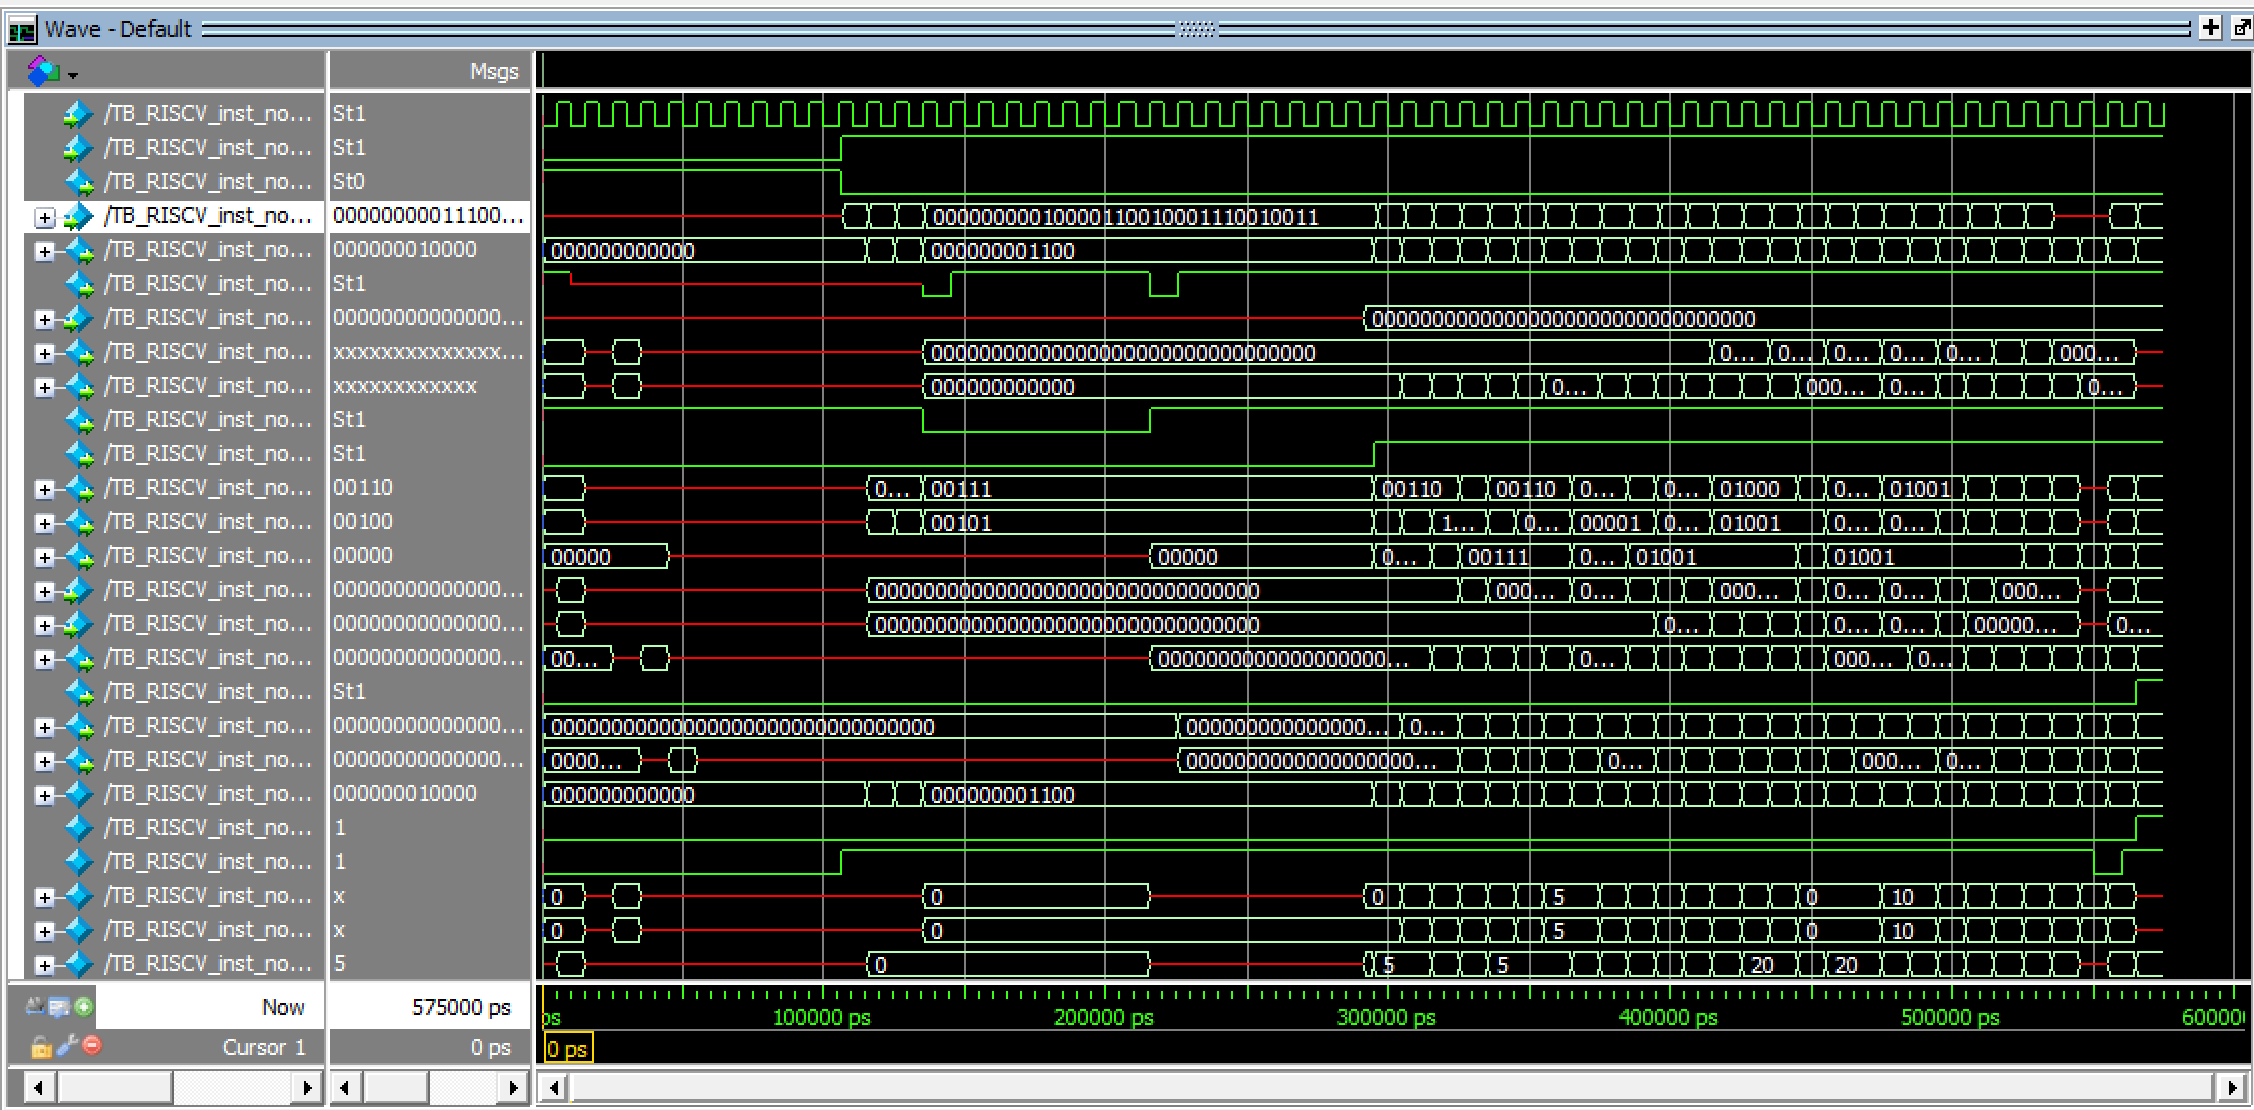 Wave - Default
Msgs
/TB_RISCV_inst_no... St1
/TB_RISCV_inst_no... St1
/TB_RISCV_inst_no... St0
/TB_RISCV_inst_no... 00000000011100... 00000000010000110010001110010011
/TB_RISCV_inst_no... 000000010000 000000000000 000000001100
/TB_RISCV_inst_no... St1
/TB_RISCV_inst_no... 00000000000000... 00000000000000000000000000000000
/TB_RISCV_inst_no... xxxxxxxxxxxxxx... 00000000000000000000000000000000 0... 0... 0... 0... 0... 000...
/TB_RISCV_inst_no... xxxxxxxxxxxx 000000000000 0... 000... 0... 0...
/TB_RISCV_inst_no... St1
/TB_RISCV_inst_no... St1
/TB_RISCV_inst_no... 00110 0... 00111 00110 00110 0... 0... 01000 0... 01001
/TB_RISCV_inst_no... 00100 00101 1... 0... 00001 0... 01001 0... 0...
/TB_RISCV_inst_no... 00000 00000 00000 0... 00111 0... 01001 01001
/TB_RISCV_inst_no... 00000000000000... 00000000000000000000000000000000 000... 0... 000... 0... 0... 000...
/TB_RISCV_inst_no... 00000000000000... 00000000000000000000000000000000 0... 0... 0... 00000... 0...
/TB_RISCV_inst_no... 00000000000000... 00... 0000000000000000000... 0... 000... 0...
/TB_RISCV_inst_no... St1
/TB_RISCV_inst_no... 00000000000000... 00000000000000000000000000000000 000000000000000... 0...
/TB_RISCV_inst_no... 00000000000000... 0000... 0000000000000000000... 0... 000... 0...
/TB_RISCV_inst_no... 000000010000 000000000000 000000001100
/TB_RISCV_inst_no... 1
/TB_RISCV_inst_no... 1
/TB_RISCV_inst_no... x 0 0 0 5 0 10
/TB_RISCV_inst_no... x 0 0 5 0 10
/TB_RISCV_inst_no... 5 0 5 5 20 20
Now 575000 ps ps 100000 ps 200000 ps 300000 ps 400000 ps 500000 ps
Cursor 1 0 ps 0 ps